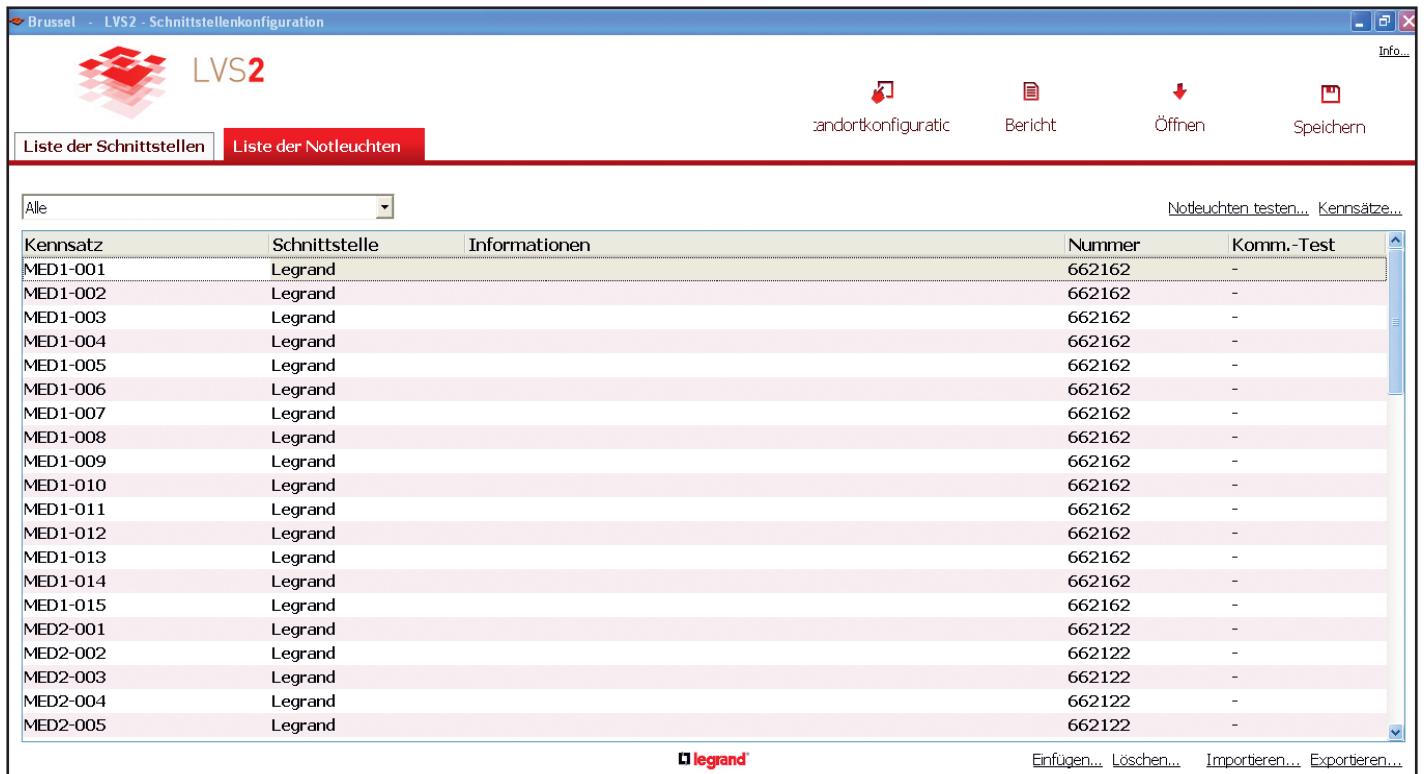 Brussel - LVS2 - Schnittstellenkonfiguration
Info...
LVS2
andortkonfiguratic Bericht Öffnen Speichern
Liste der Schnittstellen Liste der Notleuchten
Alle Notleuchten testen... Kennsätze...
Kennsatz Schnittstelle Informationen Nummer Komm.-Test
MED1-001 Legrand 662162 -
MED1-002 Legrand 662162 -
MED1-003 Legrand 662162 -
MED1-004 Legrand 662162 -
MED1-005 Legrand 662162 -
MED1-006 Legrand 662162 -
MED1-007 Legrand 662162 -
MED1-008 Legrand 662162 -
MED1-009 Legrand 662162 -
MED1-010 Legrand 662162 -
MED1-011 Legrand 662162 -
MED1-012 Legrand 662162 -
MED1-013 Legrand 662162 -
MED1-014 Legrand 662162 -
MED1-015 Legrand 662162 -
MED2-001 Legrand 662122 -
MED2-002 Legrand 662122 -
MED2-003 Legrand 662122 -
MED2-004 Legrand 662122 -
MED2-005 Legrand 662122 -
legrand® Einfügen... Löschen... Importieren... Exportieren...